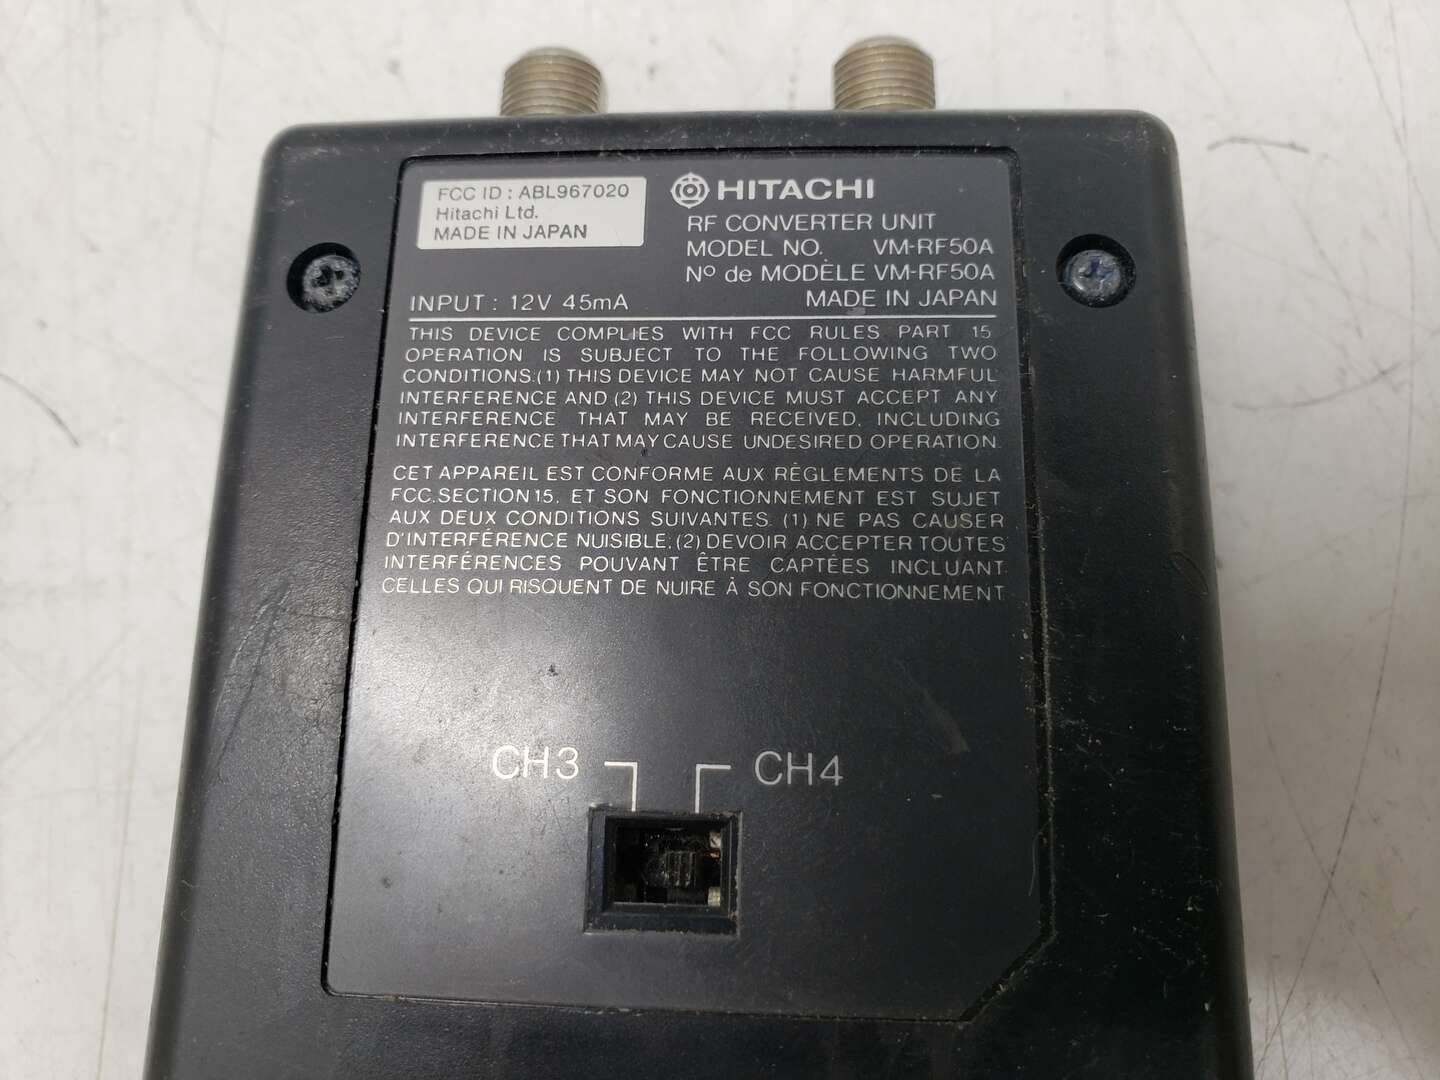 FCC ID : ABL967020
Hitachi Ltd.
MADE IN JAPAN
HITACHI
RF CONVERTER UNIT
MODEL NO. VM-RF50A
Nº de MODÈLE VM-RF50A
INPUT : 12V 45mA
MADE IN JAPAN
THIS DEVICE COMPLIES WITH FCC RULES PART 15
OPERATION IS SUBJECT TO THE FOLLOWING TWO
CONDITIONS:(1) THIS DEVICE MAY NOT CAUSE HARMFUL
INTERFERENCE AND (2) THIS DEVICE MUST ACCEPT ANY
INTERFERENCE THAT MAY BE RECEIVED, INCLUDING
INTERFERENCE THAT MAY CAUSE UNDESIRED OPERATION.
CET APPAREIL EST CONFORME AUX RÈGLEMENTS DE LA
FCC.SECTION 15. ET SON FONCTIONNEMENT EST SUJET
AUX DEUX CONDITIONS SUIVANTES. (1) NE PAS CAUSER
D'INTERFÉRENCE NUISIBLE, (2) DEVOIR ACCEPTER TOUTES
INTERFÉRENCES POUVANT ÊTRE CAPTÉES INCLUANT
CELLES QUI RISQUENT DE NUIRE À SON FONCTIONNEMENT
CH3 CH4